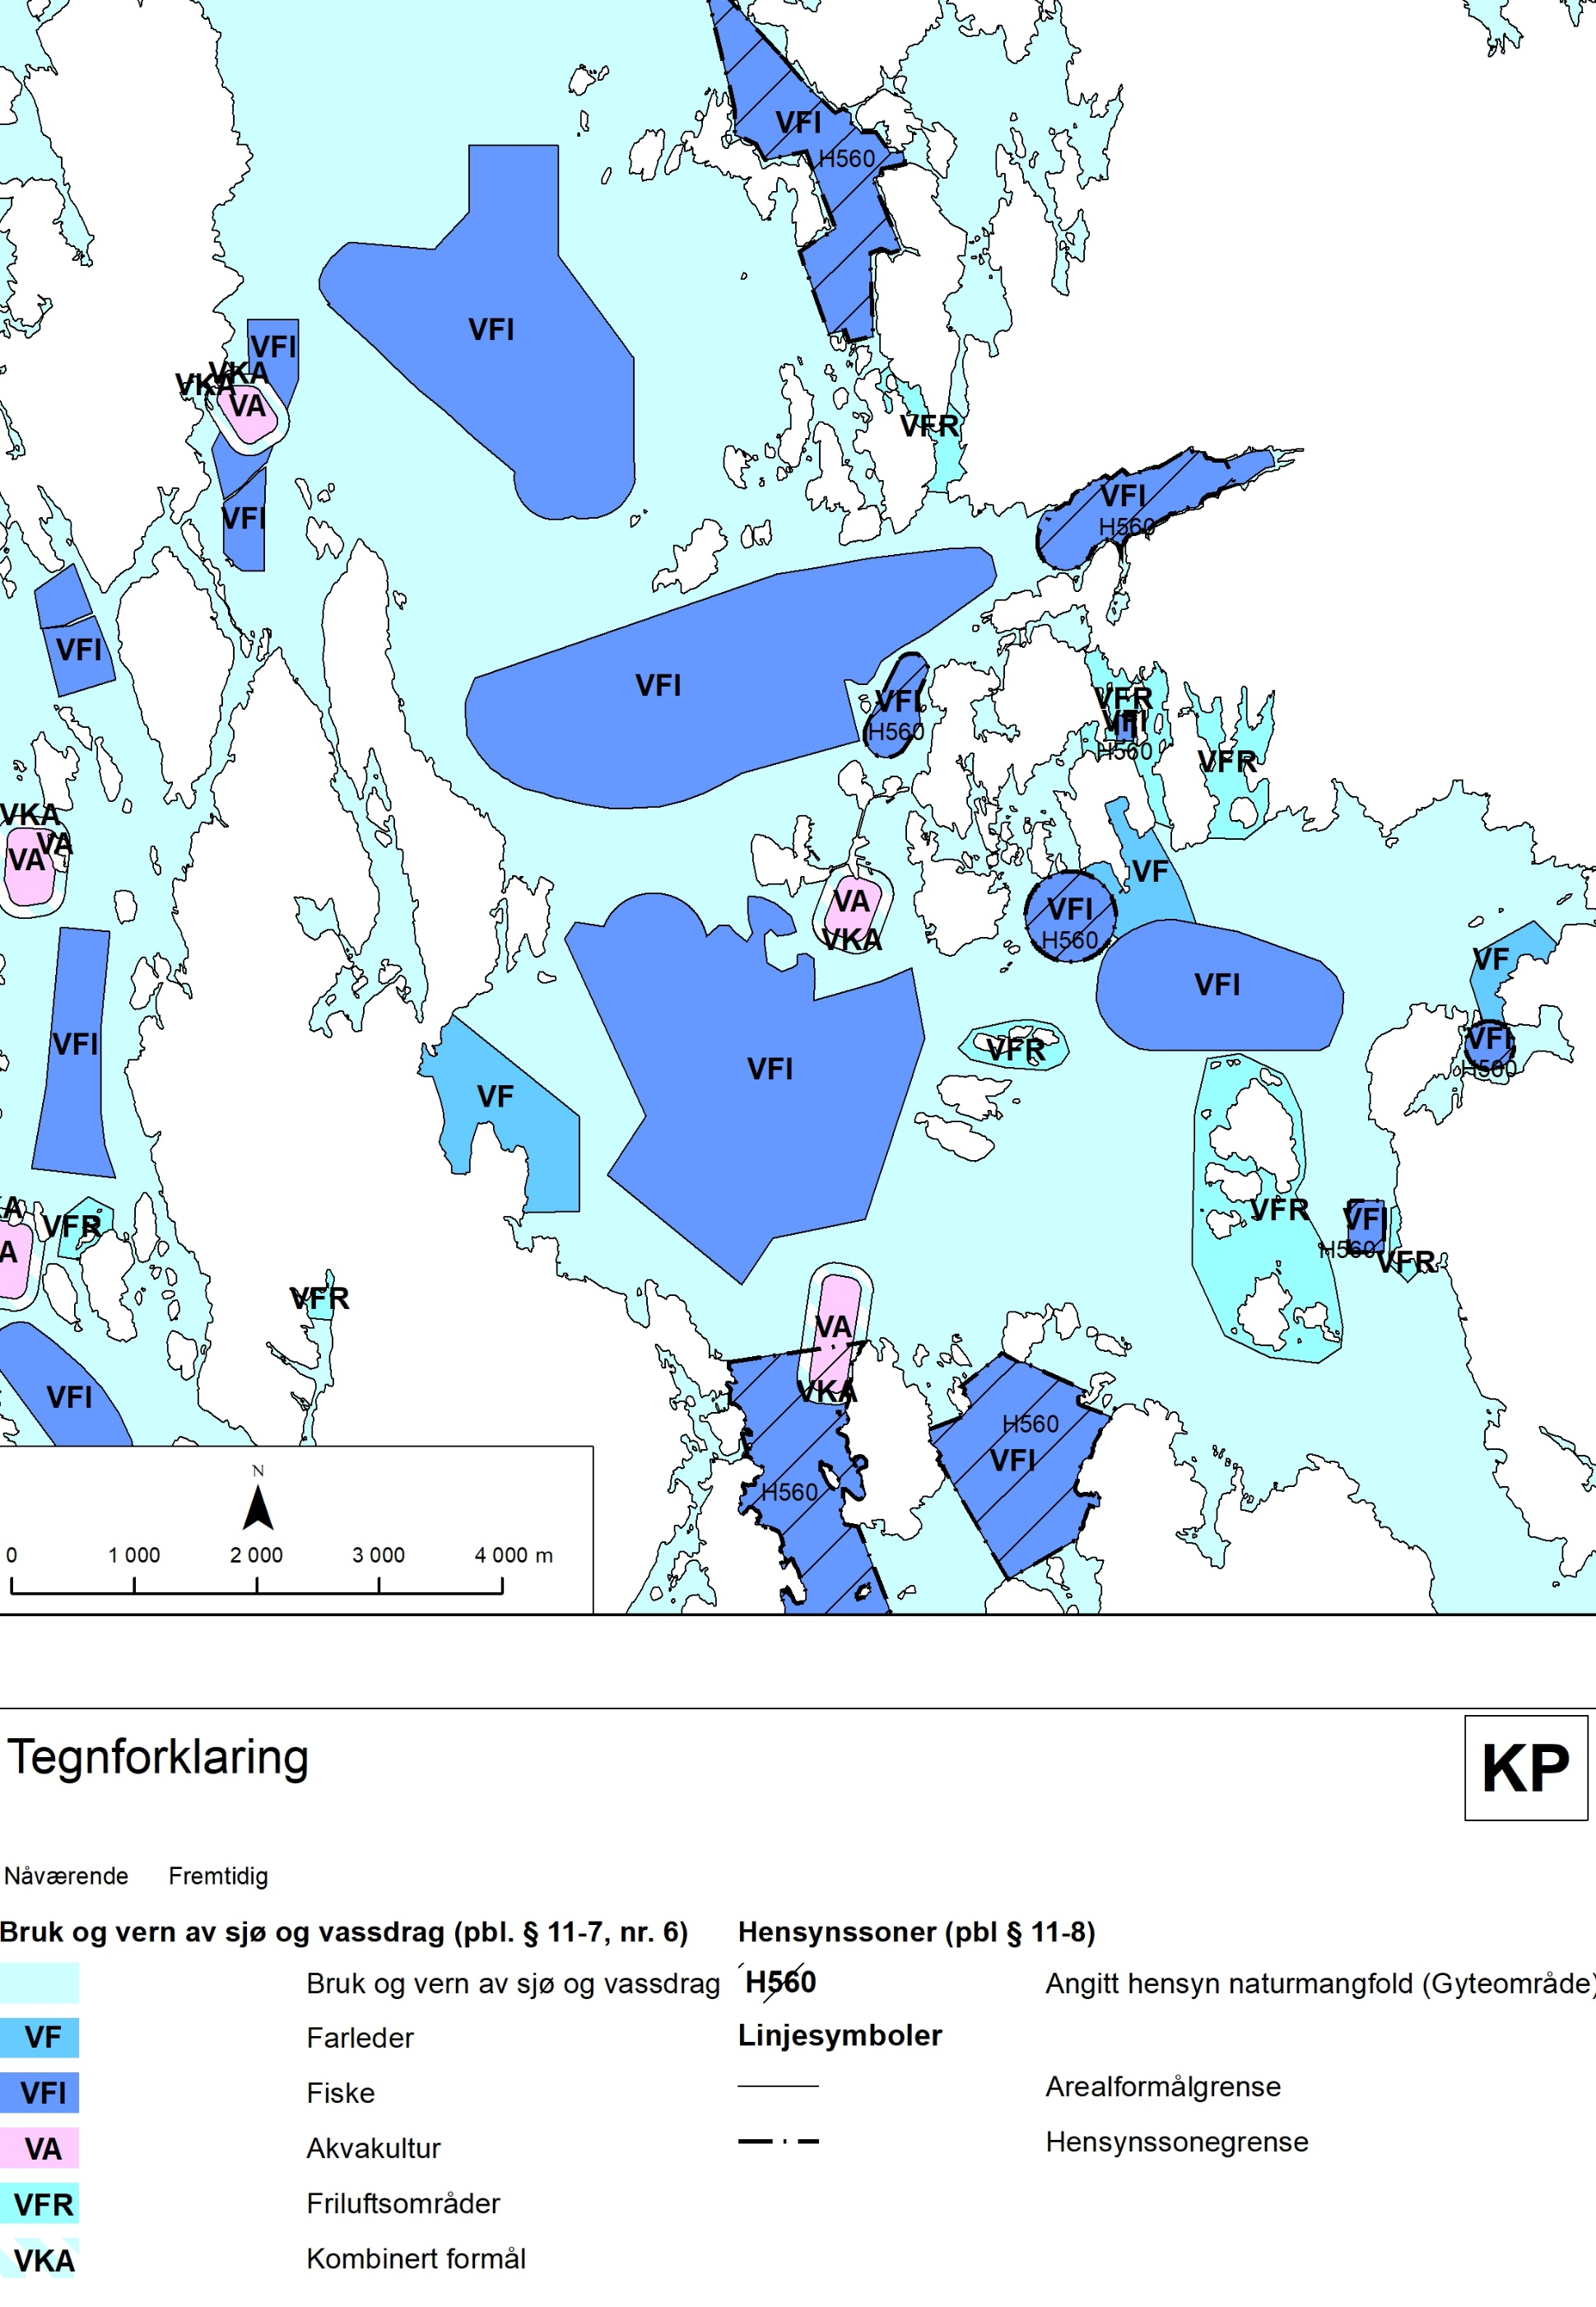 VFI
H560
VFI
VFI
VKA
VKA
VA
VFR
VFI
H560
VFI
VFI
VFI
VFI
H560
VFR
VFI
H560
VFR
VKA
VA
VA
VF
VA
VFI
H560
VKA
VF
VFI
VFI
VFI
H560
VFR
VFI
VF
KA
VFR
VFI
VFR
A
H560
VFR
VFR
VA
VKA
VFI
H560
VFI
H560
N
0 1 000 2 000 3 000 4 000 m
Tegnforklaring
KP
Nåværende Fremtidig
Bruk og vern av sjø og vassdrag (pbl. § 11-7, nr. 6)
Bruk og vern av sjø og vassdrag
VF Farleder
VFI Fiske
VA Akvakultur
VFR Friluftsområder
VKA Kombinert formål
Hensynssoner (pbl § 11-8)
H560 Angitt hensyn naturmangfold (Gyteområde)
Linjesymboler
Arealformålgrense
Hensynssonegrense